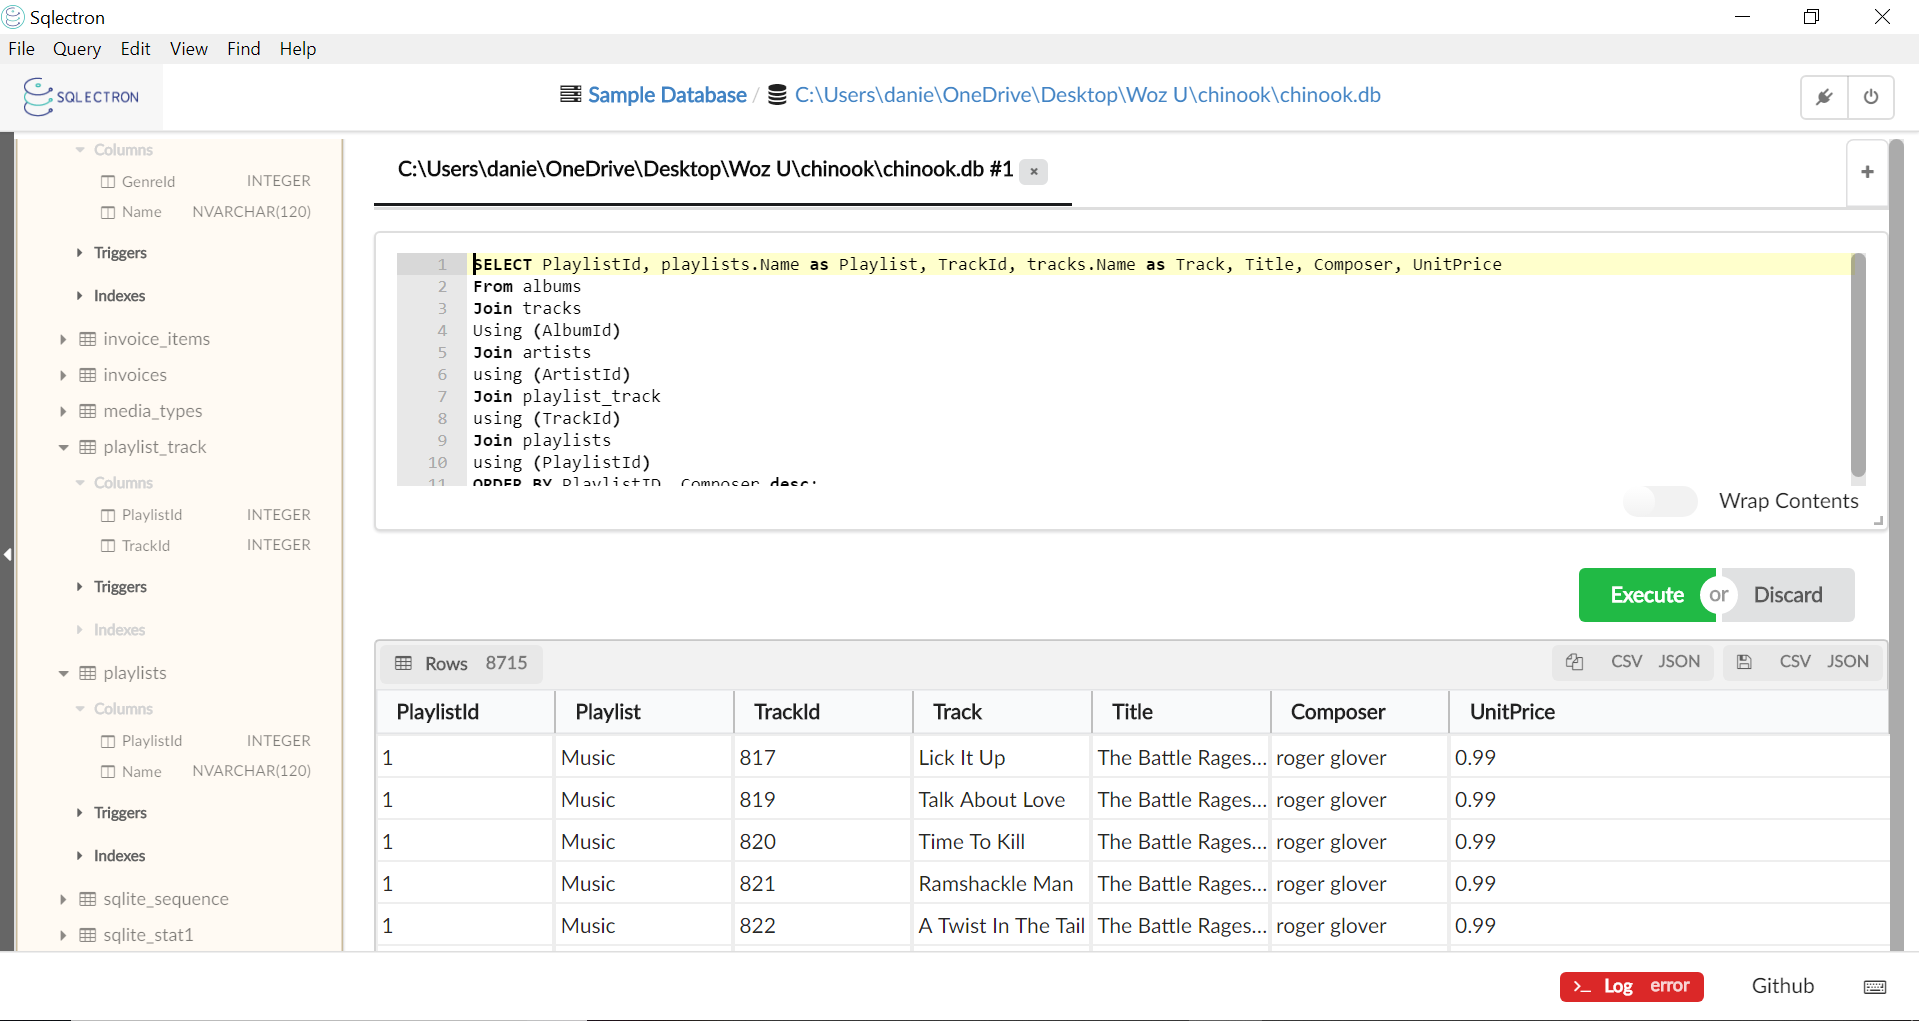 Sqlectron
File Query Edit View Find Help
SQLECTRON
Sample Database / C:\Users\danie\OneDrive\Desktop\Woz U\chinook\chinook.db
Columns
GenreId INTEGER
Name NVARCHAR(120)
Triggers
Indexes
invoice_items
invoices
media_types
playlist_track
Columns
PlaylistId INTEGER
TrackId INTEGER
Triggers
Indexes
playlists
Columns
PlaylistId INTEGER
Name NVARCHAR(120)
Triggers
Indexes
sqlite_sequence
sqlite_stat1
C:\Users\danie\OneDrive\Desktop\Woz U\chinook\chinook.db #1 ×
+
1 SELECT PlaylistId, playlists.Name as Playlist, TrackId, tracks.Name as Track, Title, Composer, UnitPrice
2 From albums
3 Join tracks
4 Using (AlbumId)
5 Join artists
6 using (ArtistId)
7 Join playlist_track
8 using (TrackId)
9 Join playlists
10 using (PlaylistId)
11 ORDER BY PlaylistID, Composer desc;
Wrap Contents
Execute or Discard
Rows 8715 CSV JSON CSV JSON
PlaylistId Playlist TrackId Track Title Composer UnitPrice
1 Music 817 Lick It Up The Battle Rages... roger glover 0.99
1 Music 819 Talk About Love The Battle Rages... roger glover 0.99
1 Music 820 Time To Kill The Battle Rages... roger glover 0.99
1 Music 821 Ramshackle Man The Battle Rages... roger glover 0.99
1 Music 822 A Twist In The Tail The Battle Rages... roger glover 0.99
>_ Log error Github